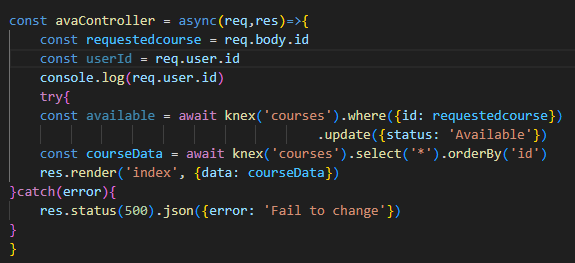 const avaController = async(req,res)=>{
    const requestedcourse = req.body.id
    const userId = req.user.id
    console.log(req.user.id)
    try{
    const available = await knex('courses').where({id: requestedcourse})
                                .update({status: 'Available'})
    const courseData = await knex('courses').select('*').orderBy('id')
    res.render('index', {data: courseData})
}catch(error){
    res.status(500).json({error: 'Fail to change'})
}
}